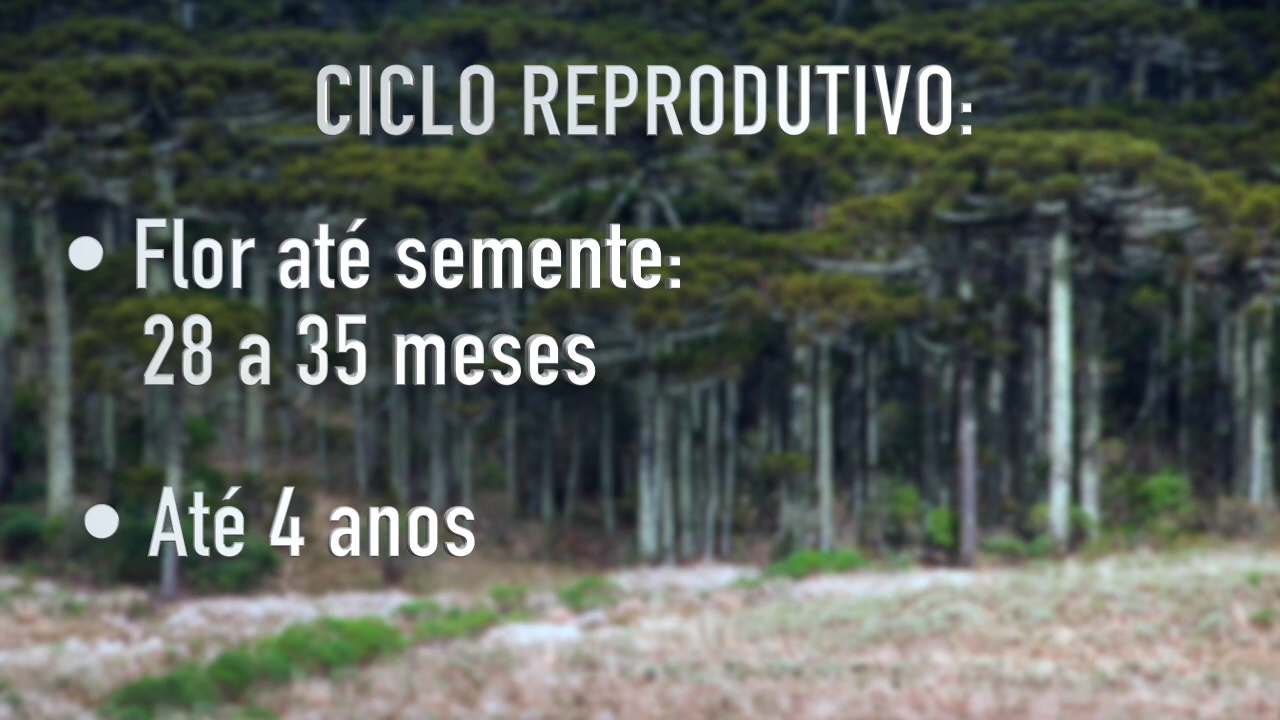 CICLO REPRODUTIVO:
• Flor até semente:
28 a 35 meses
• Até 4 anos